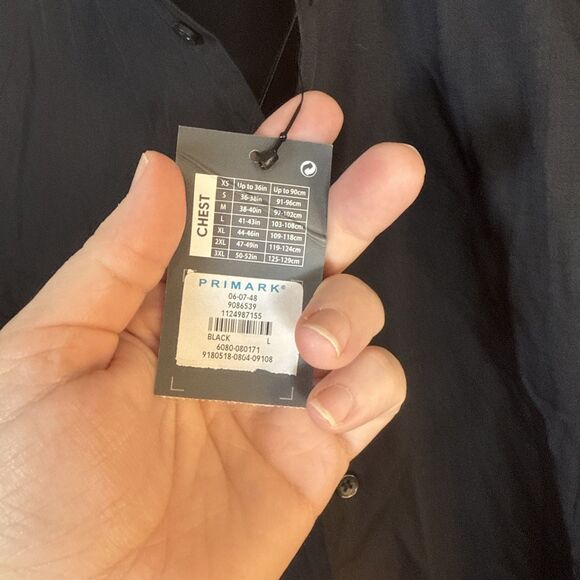 CHEST
XS Up to 36in Up to 90cm
S 36-38in 91-96cm
M 38-40in 97-102cm
L 41-43in 103-108cm
XL 44-46in 109-118cm
2XL 47-49in 119-124cm
3XL 50-52in 125-129cm
PRIMARK®
06-07-48
9086539
1124987155
BLACK L
6080-080171
9180518-0804-09108